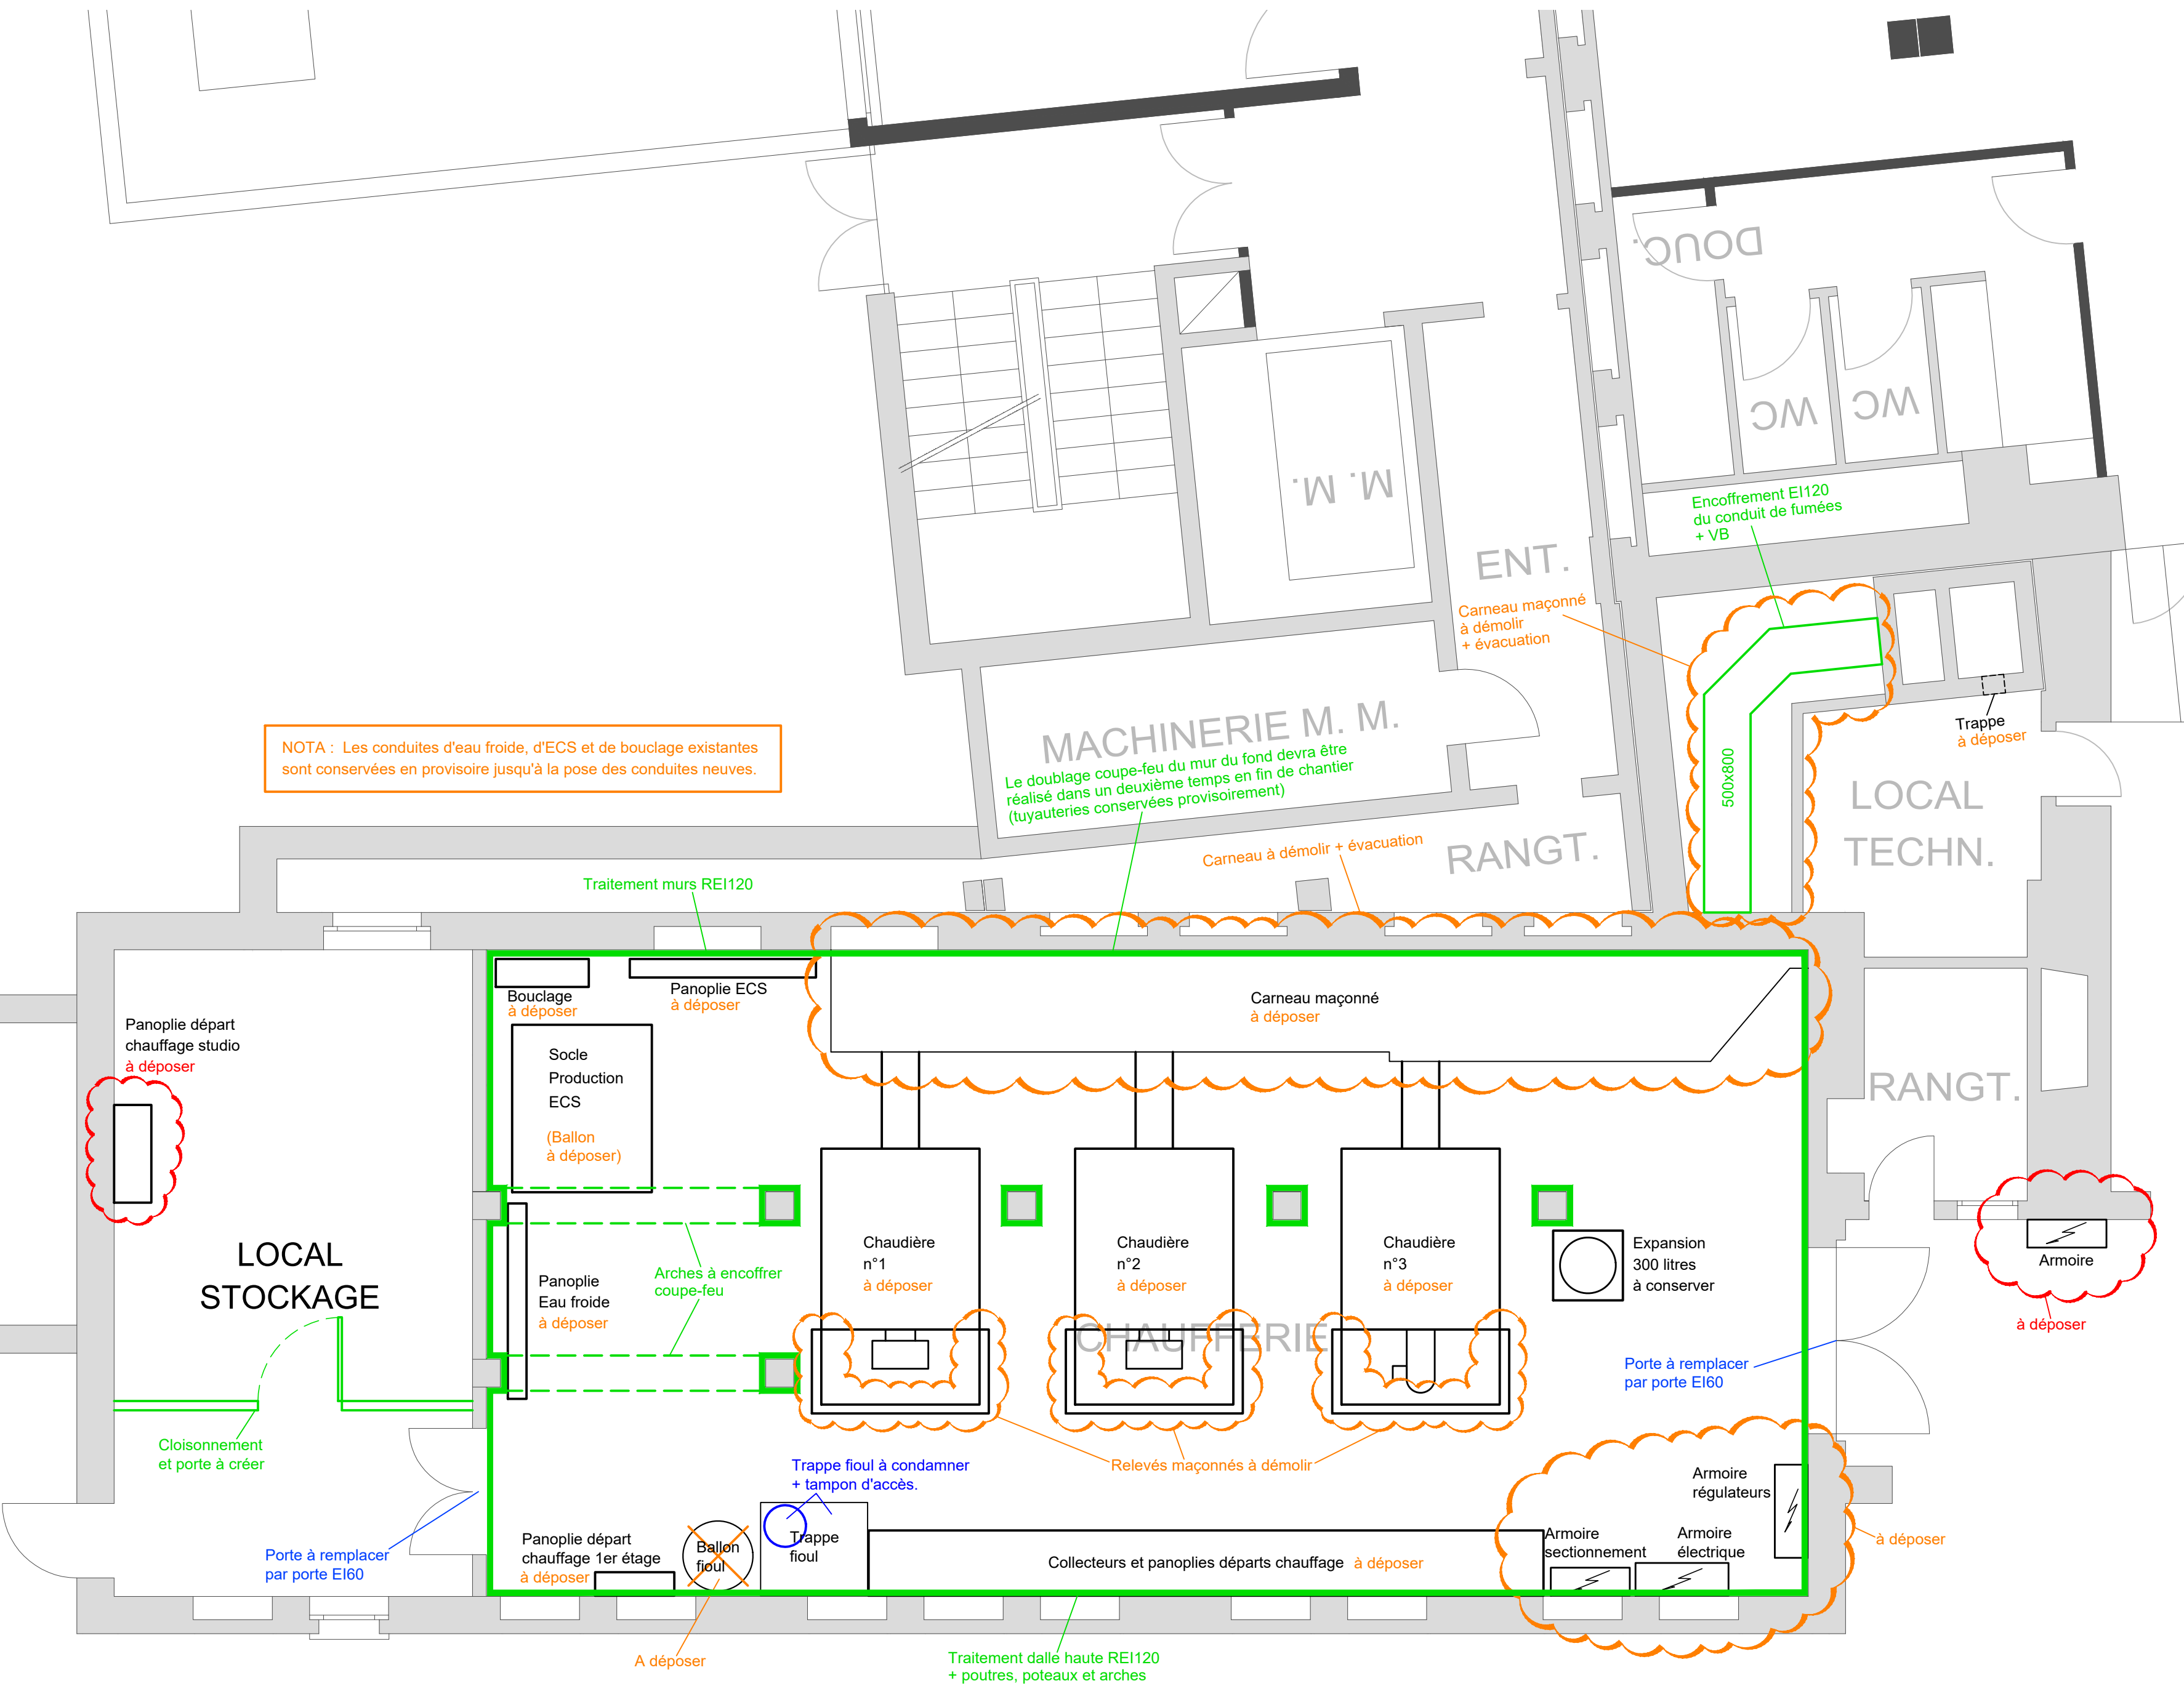 DOUC.
WC
WC
M. M.
Encoffrement EI120
du conduit de fumées
+ VB
ENT.
Carneau maçonné
à démolir
+ évacuation
Trappe
à déposer
NOTA :  Les conduites d'eau froide, d'ECS et de bouclage existantes
sont conservées en provisoire jusqu'à la pose des conduites neuves.
MACHINERIE M. M.
Le doublage coupe-feu du mur du fond devra être
réalisé dans un deuxième temps en fin de chantier
(tuyauteries conservées provisoirement)
500x800
LOCAL
TECHN.
Carneau à démolir + évacuation
RANGT.
Traitement murs REI120
Bouclage
à déposer
Panoplie ECS
à déposer
Carneau maçonné
à déposer
Panoplie départ
chauffage studio
à déposer
Socle
Production
ECS
(Ballon
à déposer)
RANGT.
LOCAL
STOCKAGE
Panoplie
Eau froide
à déposer
Arches à encoffrer
coupe-feu
Chaudière
n°1
à déposer
Chaudière
n°2
à déposer
Chaudière
n°3
à déposer
Expansion
300 litres
à conserver
Armoire
à déposer
CHAUFFERIE
Porte à remplacer
par porte EI60
Cloisonnement
et porte à créer
Trappe fioul à condamner
+ tampon d'accès.
Relevés maçonnés à démolir
Armoire
régulateurs
Porte à remplacer
par porte EI60
Panoplie départ
chauffage 1er étage
à déposer
Ballon
fioul
Trappe
fioul
Collecteurs et panoplies départs chauffage à déposer
Armoire
sectionnement
Armoire
électrique
à déposer
A déposer
Traitement dalle haute REI120
+ poutres, poteaux et arches